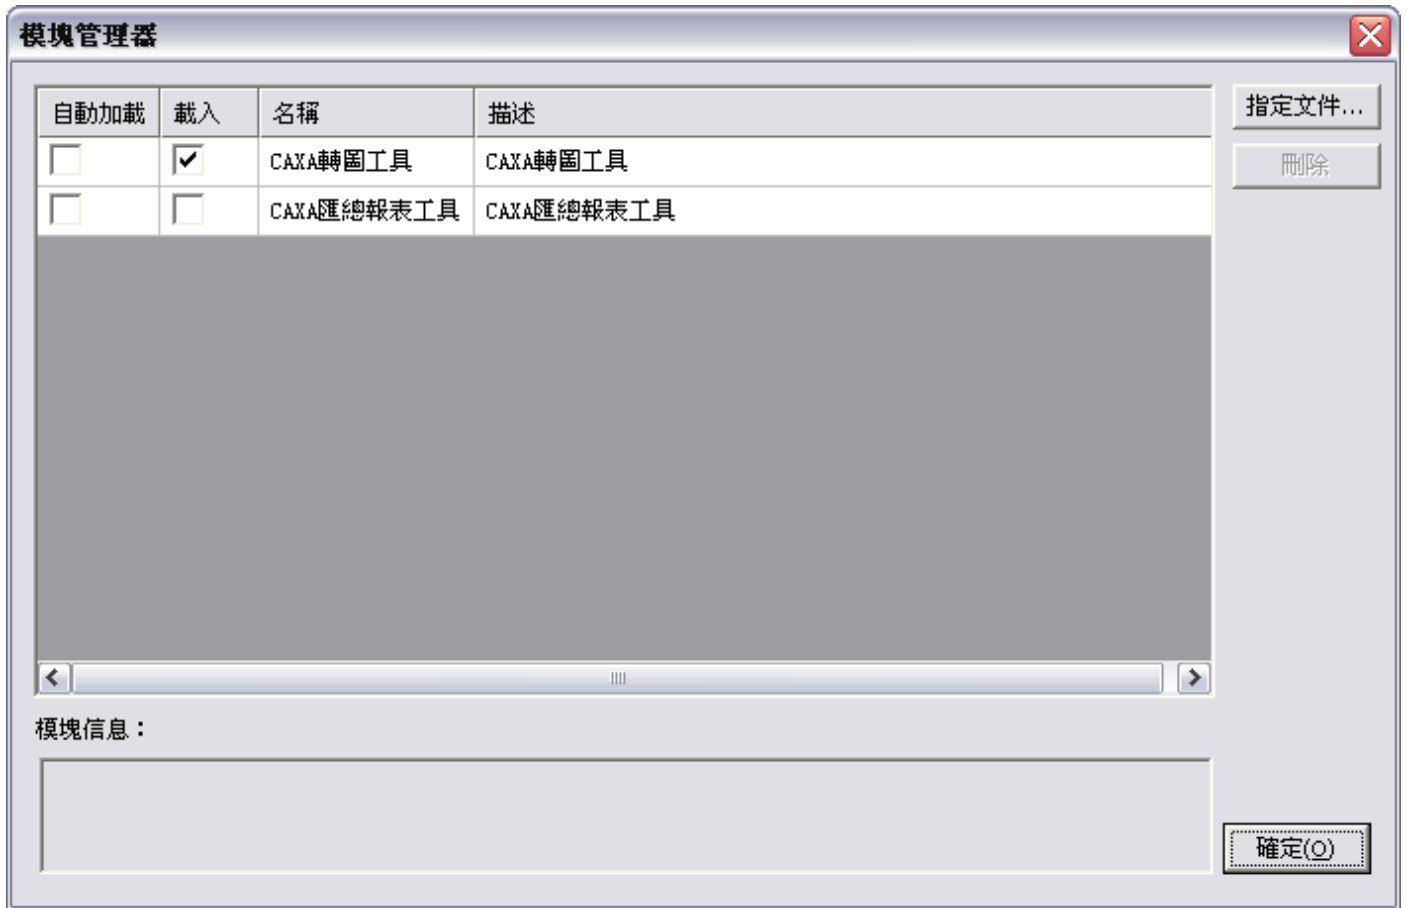 模塊管理器
自動加載 載入 名稱 描述
CAXA轉圖工具 CAXA轉圖工具
CAXA匯總報表工具 CAXA匯總報表工具
指定文件...
刪除
模塊信息：
確定(O)